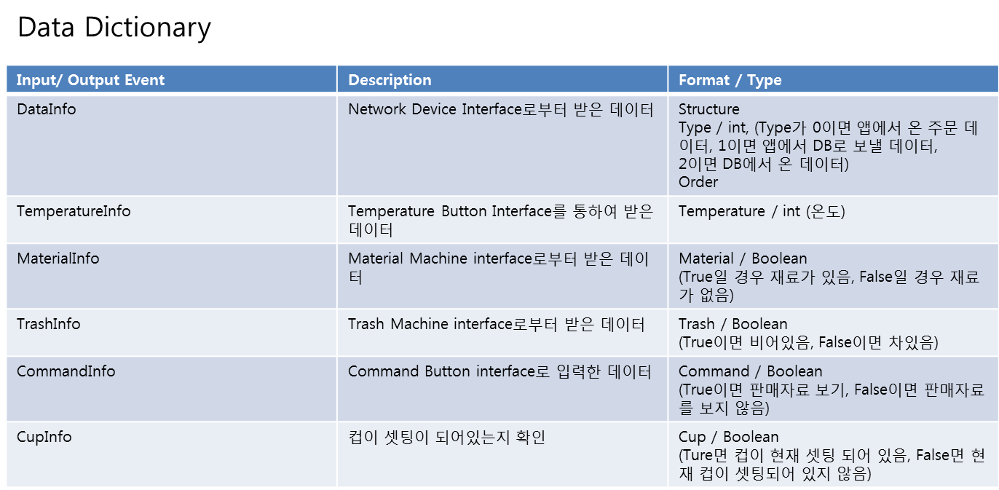 Data Dictionary
Input/ Output Event
Description
Format / Type
DataInfo
Network Device Interface로부터 받은 데이터
Structure
Type / int, (Type가 0이면 앱에서 온 주문 데
이터, 1이면 앱에서 DB로 보낼 데이터,
2이면 DB에서 온 데이터)
Order
TemperatureInfo
Temperature Button Interface를 통하여 받은
데이터
Temperature / int (온도)
MaterialInfo
Material Machine interface로부터 받은 데이
터
Material / Boolean
(True일 경우 재료가 있음, False일 경우 재료
가 없음)
TrashInfo
Trash Machine interface로부터 받은 데이터
Trash / Boolean
(True이면 비어있음, False이면 차있음)
CommandInfo
Command Button interface로 입력한 데이터
Command / Boolean
(True이면 판매자료 보기, False이면 판매자료
를 보지 않음)
CupInfo
컵이 셋팅이 되어있는지 확인
Cup / Boolean
(Ture면 컵이 현재 셋팅 되어 있음, False면 현
재 컵이 셋팅되어 있지 않음)